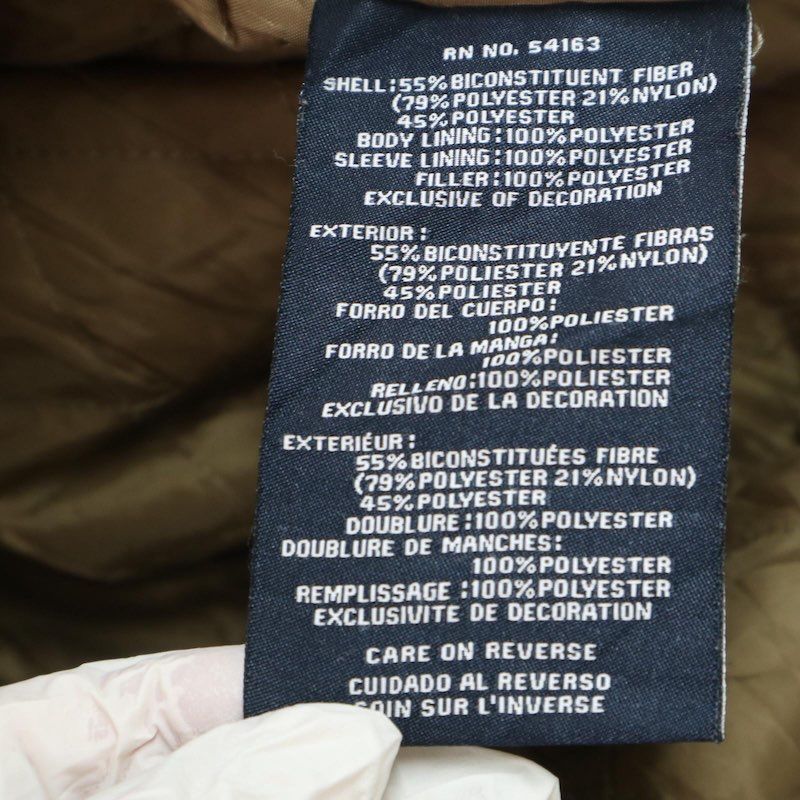 RN NO. 54163
SHELL:55%BICONSTITUENT FIBER
(79%POLYESTER 21%NYLON)
45%POLYESTER
BODY LINING:100%POLYESTER
SLEEVE LINING:100%POLYESTER
FILLER:100%POLYESTER
EXCLUSIVE OF DECORATION
EXTERIOR:
55%BICONSTITUYENTE FIBRAS
(79%POLIESTER 21%NYLON)
45%POLIESTER
FORRO DEL CUERPO:
100%POLIESTER
FORRO DE LA MANGA:
100%POLIESTER
RELLENO:100%POLIESTER
EXCLUSIVO DE LA DECORATION
EXTERIÉUR:
55%BICONSTITUÉES FIBRE
(79%POLYESTER 21%NYLON)
45%POLYESTER
DOUBLURE:100%POLYESTER
DOUBLURE DE MANCHES:
100%POLYESTER
REMPLISSAGE :100%POLYESTER
EXCLUSIVITE DE DECORATION
CARE ON REVERSE
CUIDADO AL REVERSO
SUR L'INVERSE